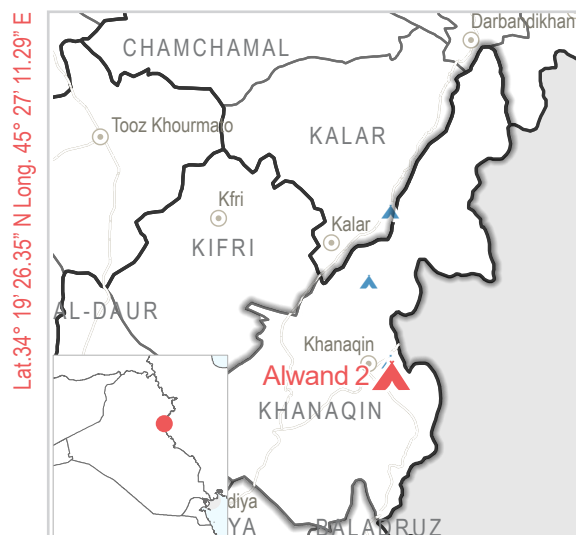 Lat.34° 19' 26.35” N Long. 45° 27' 11.29” E
Darbandikham
CHAMCHAMAL
Tooz Khourmato
KALAR
Kfri
Kalar
KIFRI
AL-DAUR
Khanaqin
Alwand 2
KHANAQIN
diya
YA
BALADRUZ